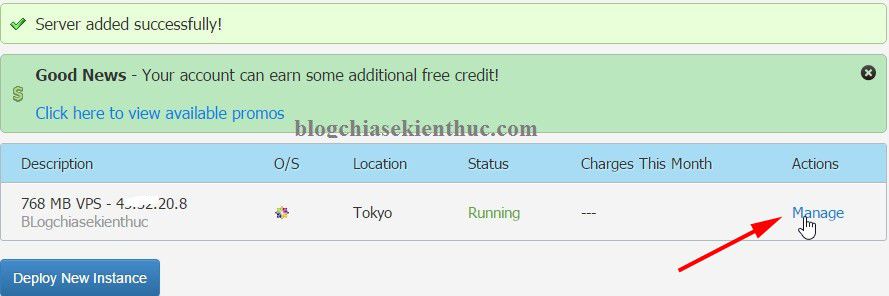 Server added successfully!
Good News - Your account can earn some additional free credit!
Click here to view available promos
blogchiasekienthuc.com
Description O/S Location Status Charges This Month Actions
768 MB VPS - .20.8
BLogchiasekienthuc
Tokyo Running --- Manage
Deploy New Instance